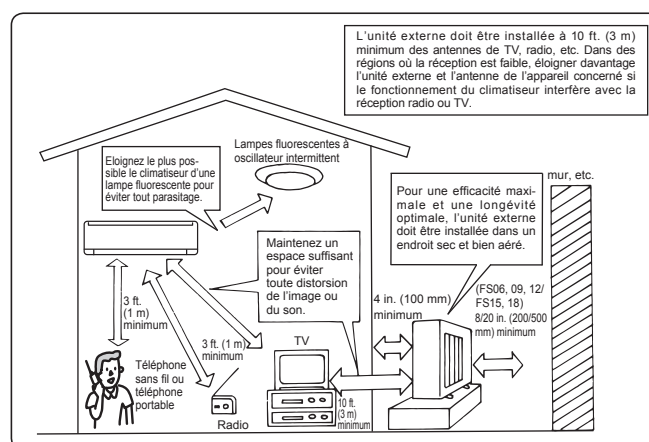 L'unité externe doit être installée à 10 ft. (3 m)
minimum des antennes de TV, radio, etc. Dans des
régions où la réception est faible, éloigner davantage
l'unité externe et l'antenne de l'appareil concerné si
le fonctionnement du climatiseur interfère avec la
réception radio ou TV.
Lampes fluorescentes à
oscillateur intermittent
Eloignez le plus pos-
sible le climatiseur d'une
lampe fluorescente pour
éviter tout parasitage.
mur, etc.
Pour une efficacité maxi-
male et une longévité
optimale, l'unité externe
doit être installée dans un
endroit sec et bien aéré.
Maintenez un
espace suffisant
pour éviter
toute distorsion
de l'image ou
du son.
4 in. (100 mm)
minimum
(FS06, 09, 12/
FS15, 18)
8/20 in. (200/500
mm) minimum
3 ft.
(1 m)
minimum
3 ft. (1 m)
minimum
TV
Téléphone
sans fil ou
téléphone
portable
Radio
10 ft.
(3 m)
minimum